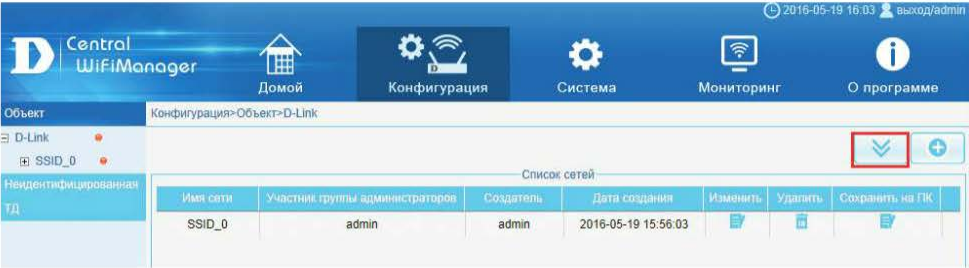 2016-05-19 16:03 выход/admin
D Central
WiFiManager
Домой
Конфигурация
Система
Мониторинг
О программе
Объект
Конфигурация>Объект>D-Link
D-Link
SSID_0
Неидентифицированная
ТД
Список сетей
Имя сети Участник группы администраторов Создатель Дата создания Изменить Удалить Сохранить на ПК
SSID_0 admin admin 2016-05-19 15:56:03